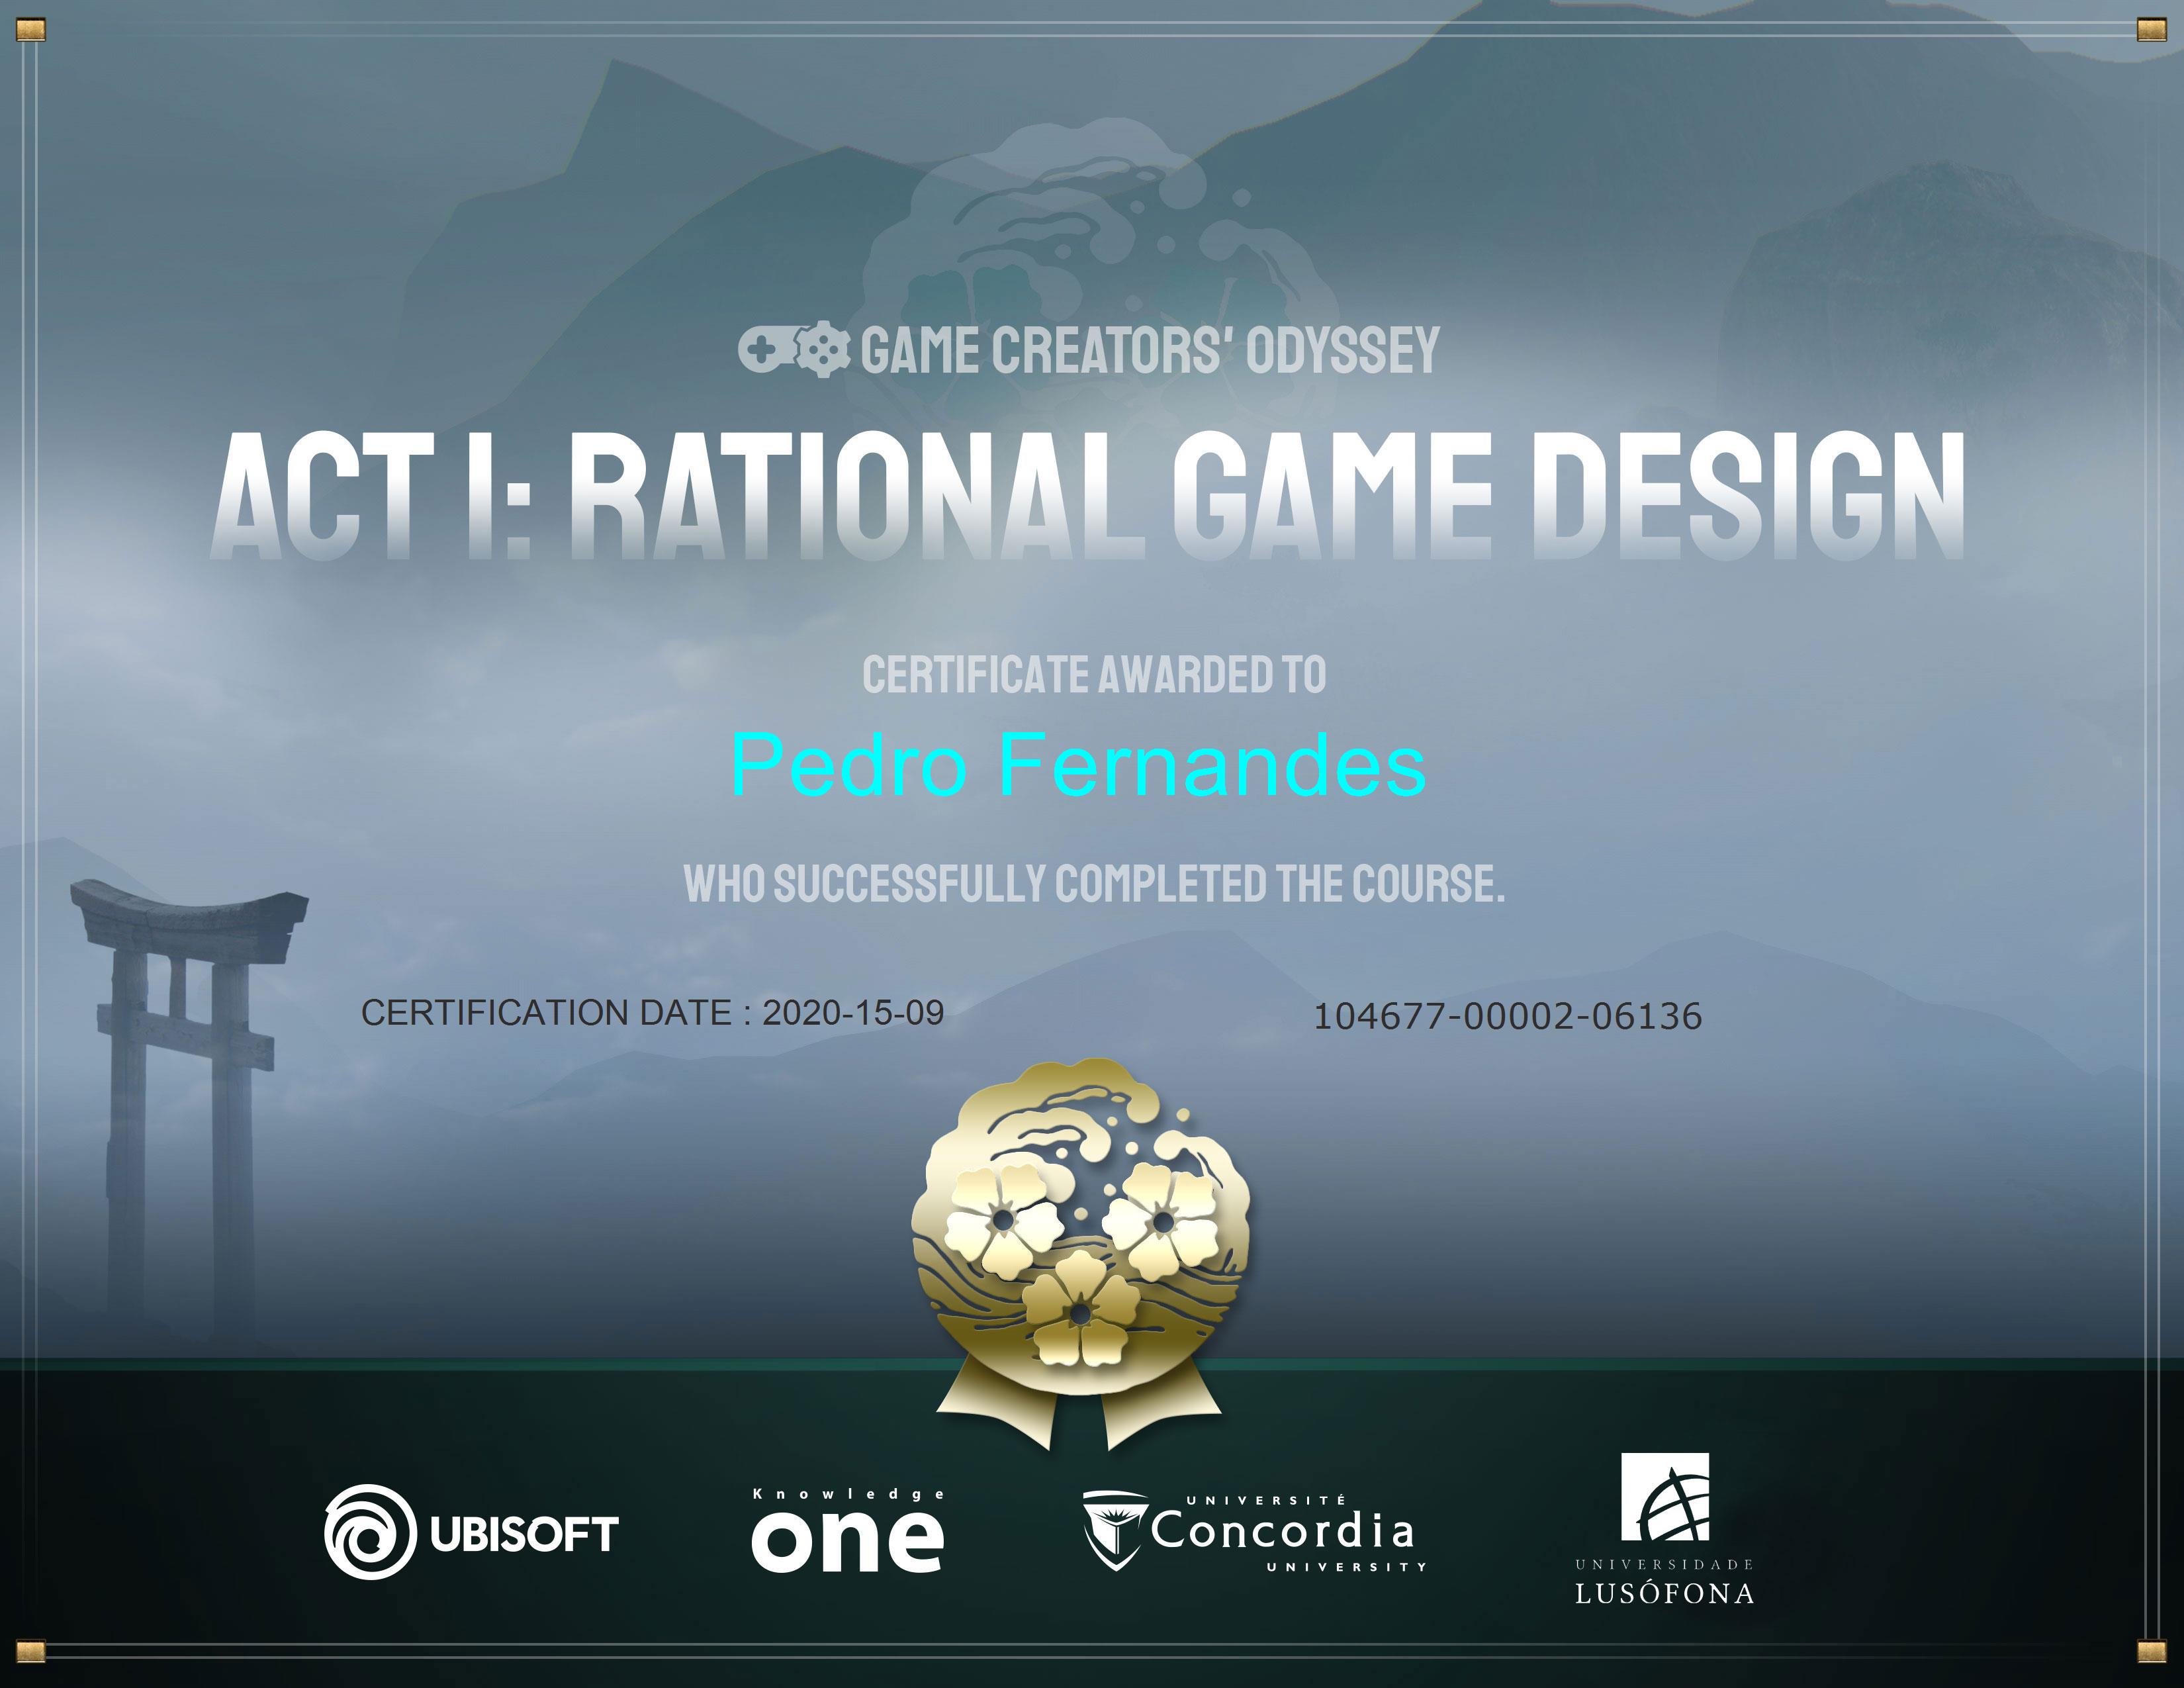 GAME CREATORS' ODYSSEY
ACT I: RATIONAL GAME DESIGN
CERTIFICATE AWARDED TO
Pedro Fernandes
WHO SUCCESSFULLY COMPLETED THE COURSE.
CERTIFICATION DATE : 2020-15-09
104677-00002-06136
UBISOFT
Knowledge
one
UNIVERSITÉ
Concordia
UNIVERSITY
UNIVERSIDADE
LUSÓFONA